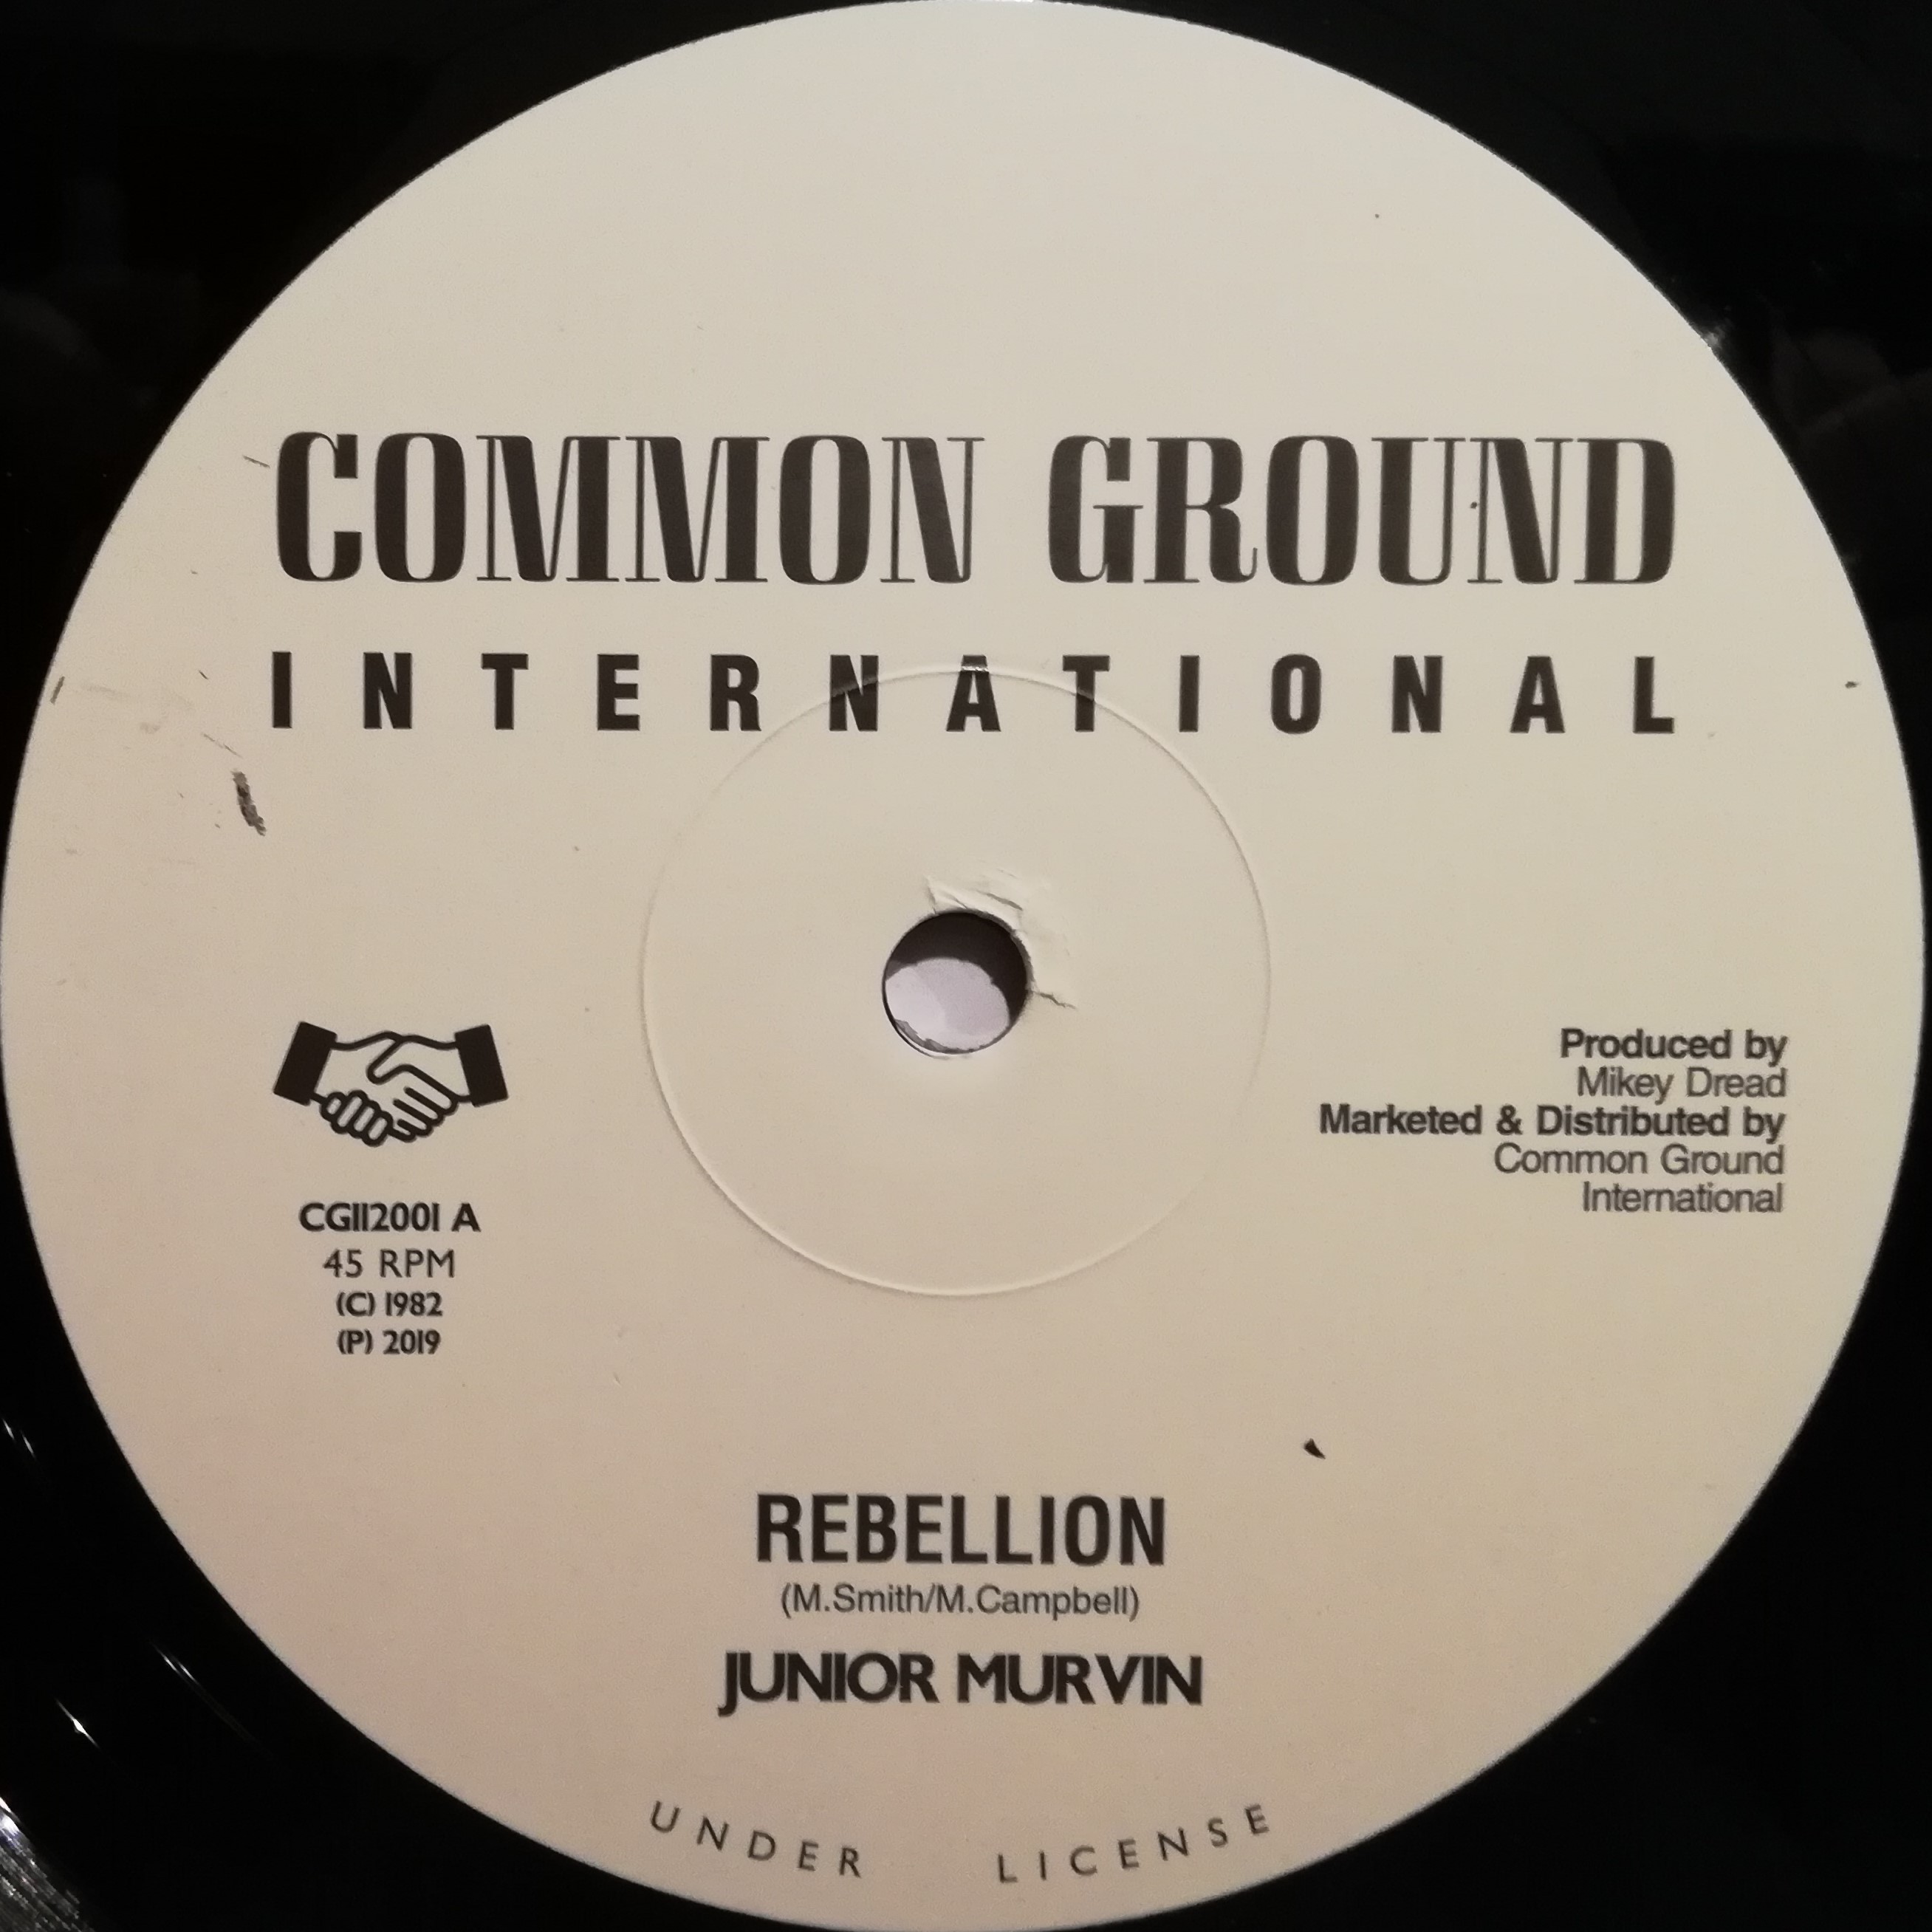 COMMON GROUND
INTERNATIONAL
Produced by
Mikey Dread
Marketed & Distributed by
Common Ground
International
CGI12001 A
45 RPM
(C) 1982
(P) 2019
REBELLION
(M.Smith/M.Campbell)
JUNIOR MURVIN
UNDER LICENSE